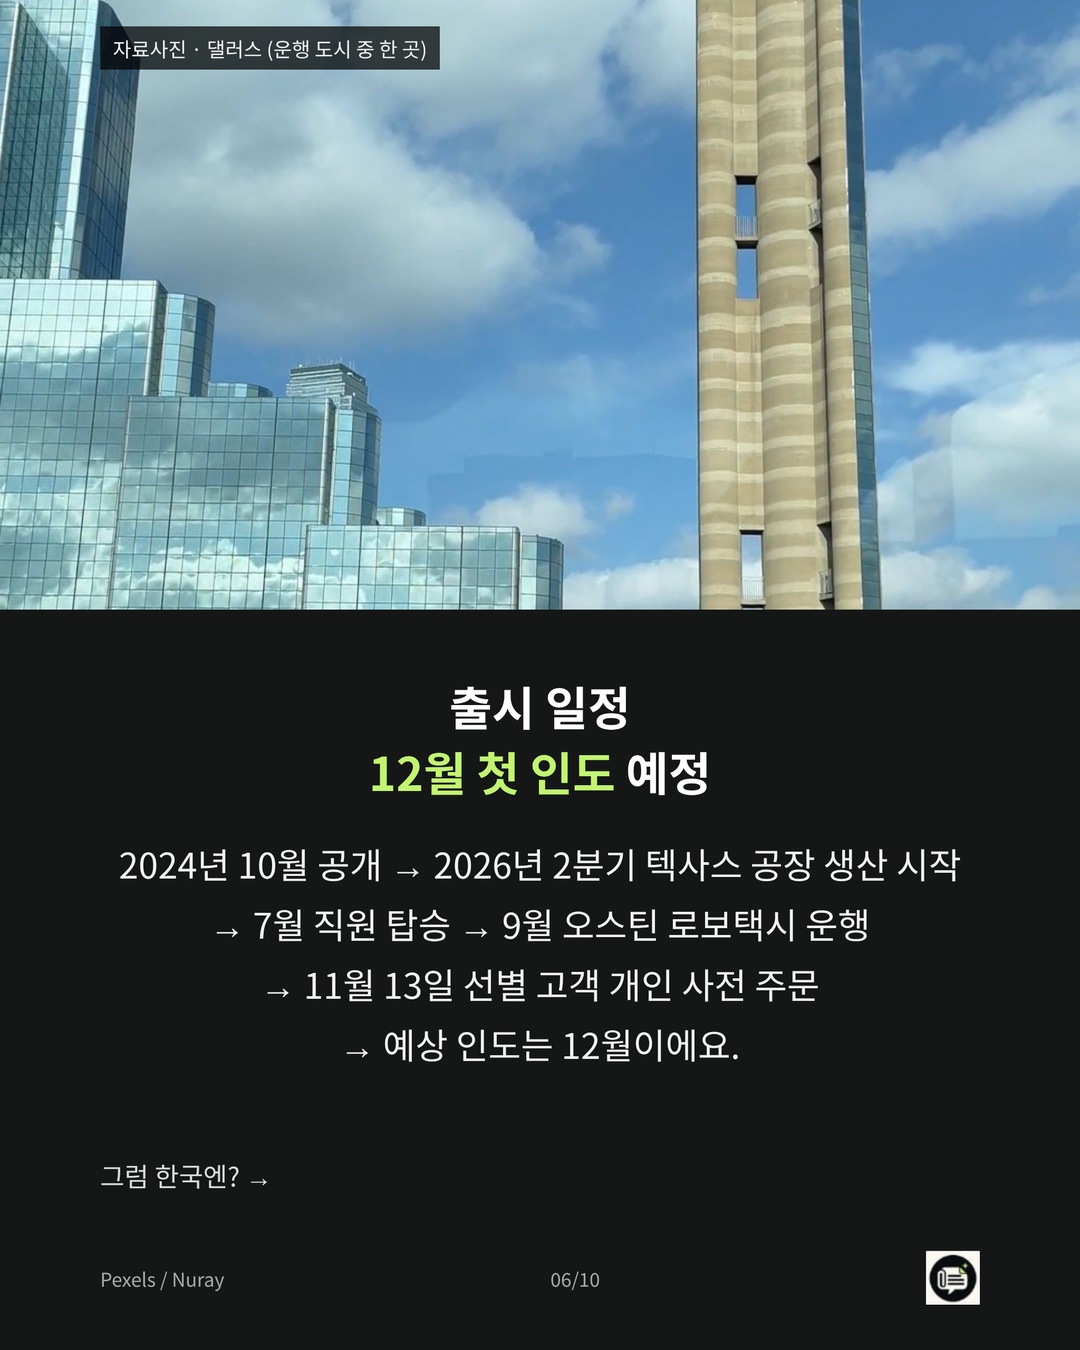 자료사진 · 댈러스 (운행 도시 중 한 곳)
출시 일정
12월 첫 인도 예정
2024년 10월 공개 → 2026년 2분기 텍사스 공장 생산 시작
→ 7월 직원 탑승 → 9월 오스틴 로보택시 운행
→ 11월 13일 선별 고객 개인 사전 주문
→ 예상 인도는 12월이에요.
그럼 한국엔? →
Pexels / Nuray
06/10